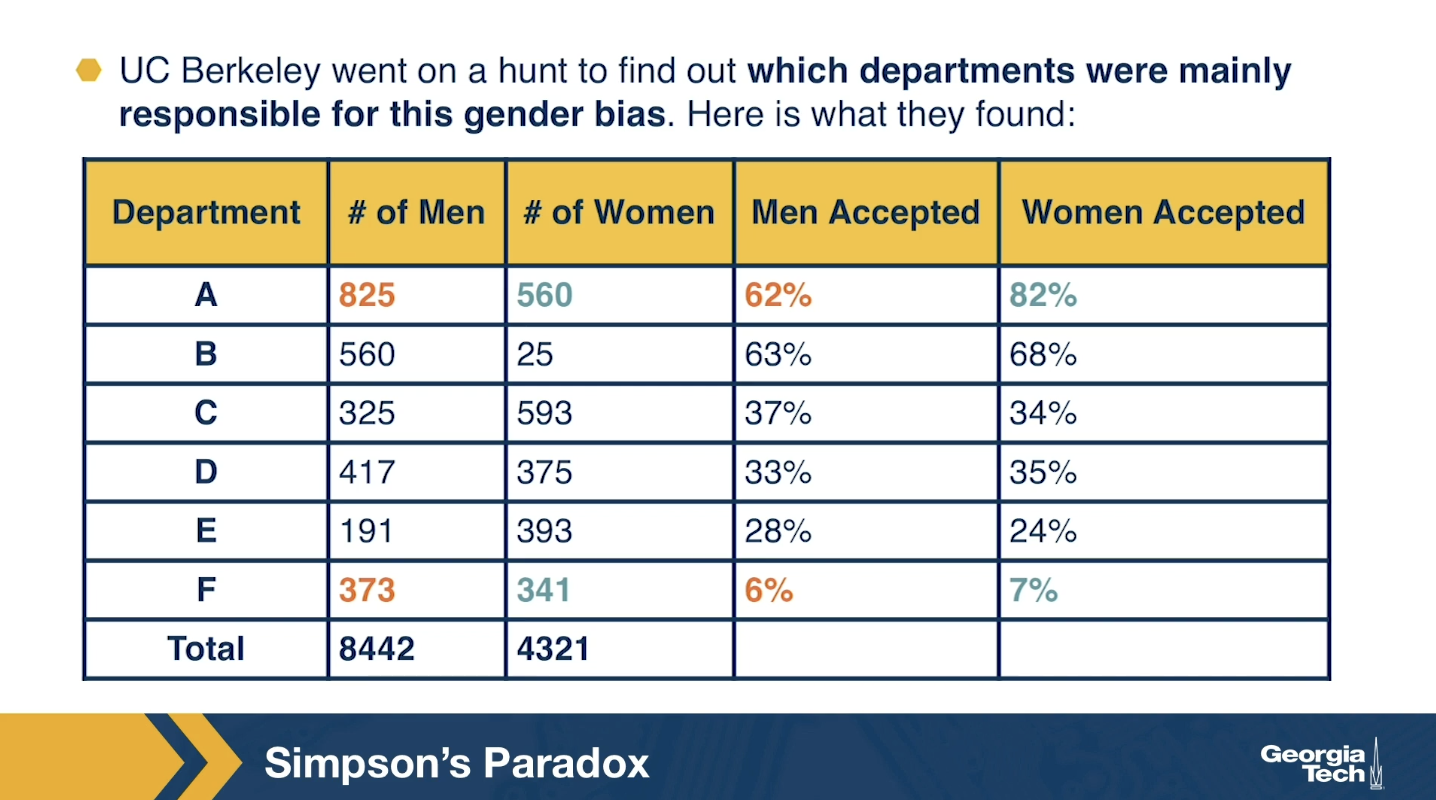 UC Berkeley went on a hunt to find out which departments were mainly
responsible for this gender bias. Here is what they found:
Department # of Men # of Women Men Accepted Women Accepted
A 825 560 62% 82%
B 560 25 63% 68%
C 325 593 37% 34%
D 417 375 33% 35%
E 191 393 28% 24%
F 373 341 6% 7%
Total 8442 4321
Simpson's Paradox
Georgia
Tech